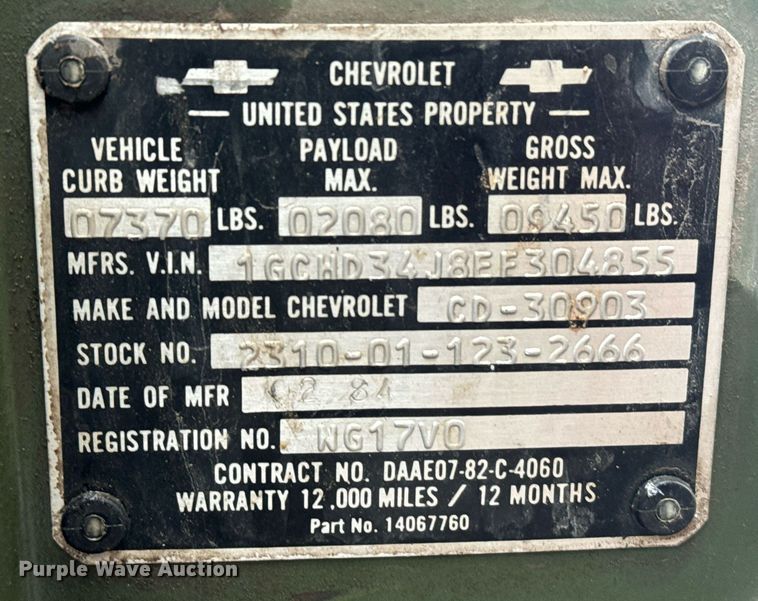 CHEVROLET
UNITED STATES PROPERTY
VEHICLE CURB WEIGHT PAYLOAD MAX. GROSS WEIGHT MAX.
07370 LBS. 02080 LBS. 09450 LBS.
MFRS. V.I.N. 1GCHD34J8EF304855
MAKE AND MODEL CHEVROLET CD-30903
STOCK NO. 2310-01-123-2666
DATE OF MFR 02 84
REGISTRATION NO. NG17V0
CONTRACT NO. DAAE07-82-C-4060
WARRANTY 12,000 MILES / 12 MONTHS
Part No. 14067760
Purple Wave Auction